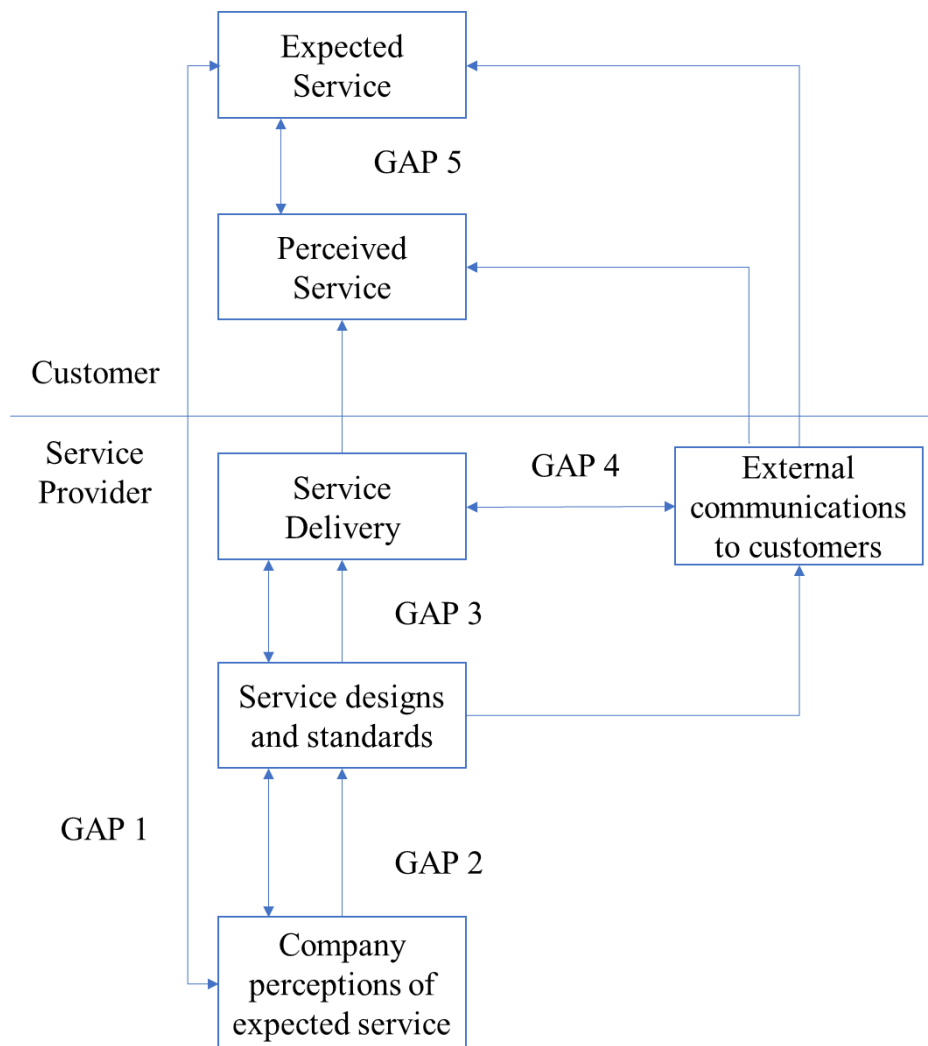 Expected
Service
GAP 5
Perceived
Service
Customer
Service
Provider
Service
Delivery
GAP 4
External
communications
to customers
GAP 3
Service designs
and standards
GAP 1
GAP 2
Company
perceptions of
expected service